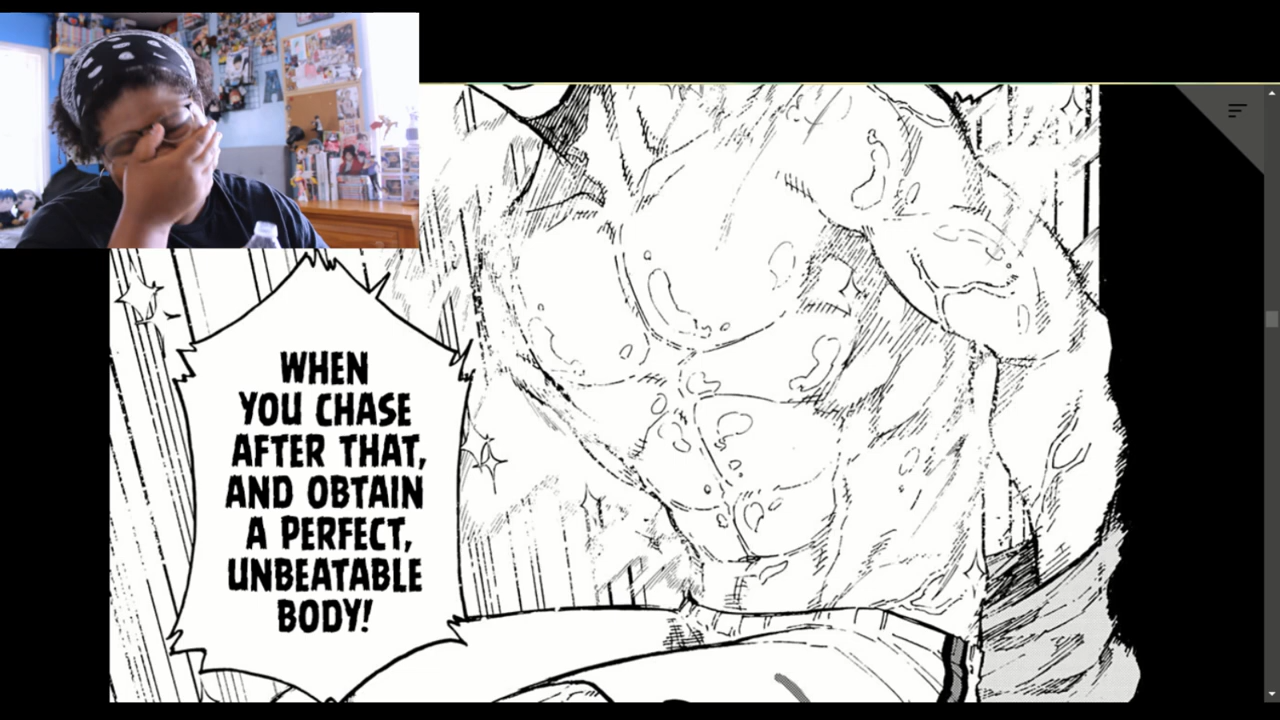 WHEN
YOU CHASE
AFTER THAT,
AND OBTAIN
A PERFECT,
UNBEATABLE
BODY!